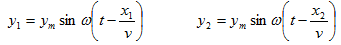 y₁ = yₘ sin ω(t − x₁/v)    y₂ = yₘ sin ω(t − x₂/v)